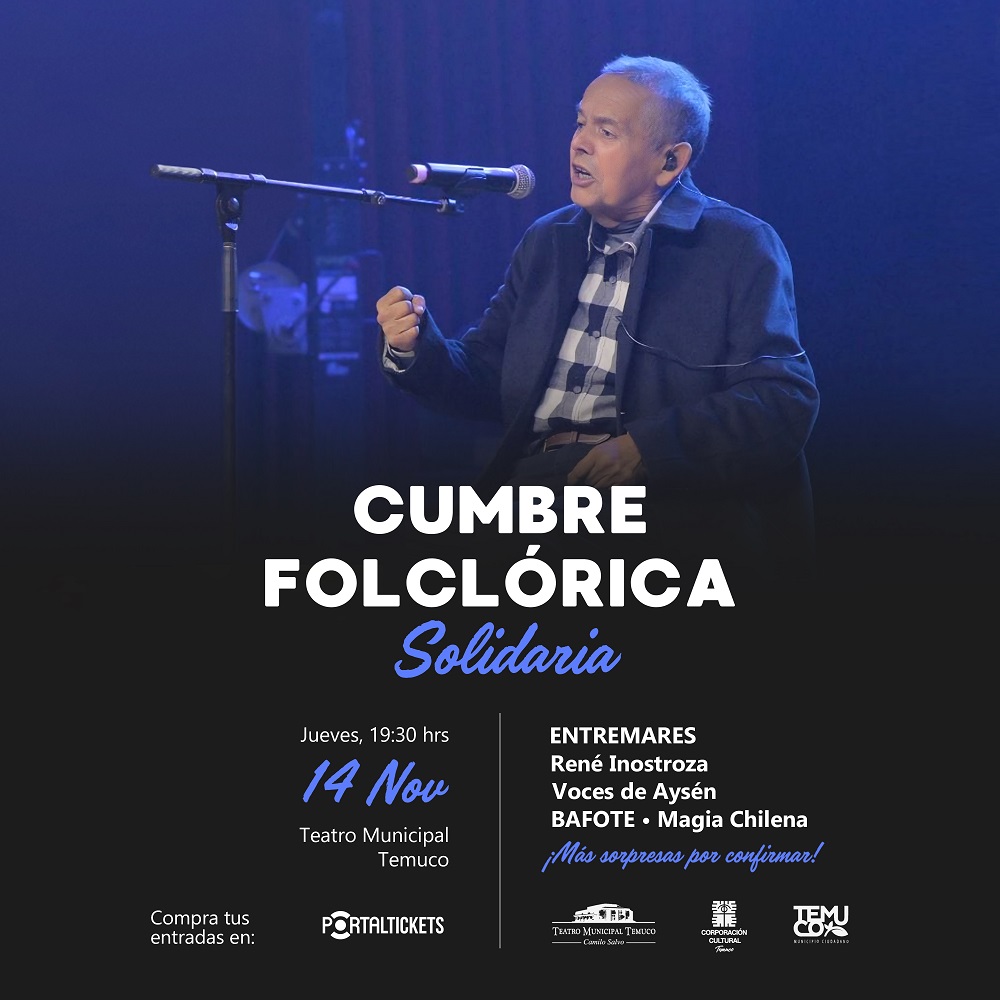 CUMBRE
FOLCLÓRICA
Solidaria
Jueves, 19:30 hrs
14 Nov
Teatro Municipal
Temuco
ENTREMARES
René Inostroza
Voces de Aysén
BAFOTE • Magia Chilena
¡Más sorpresas por confirmar!
Compra tus
entradas en:
PORTALTICKETS
TEATRO MUNICIPAL TEMUCO
Camilo Salvo
CORPORACIÓN
CULTURAL
Temuco
TEMU
CO
MUNICIPIO CIUDADANO